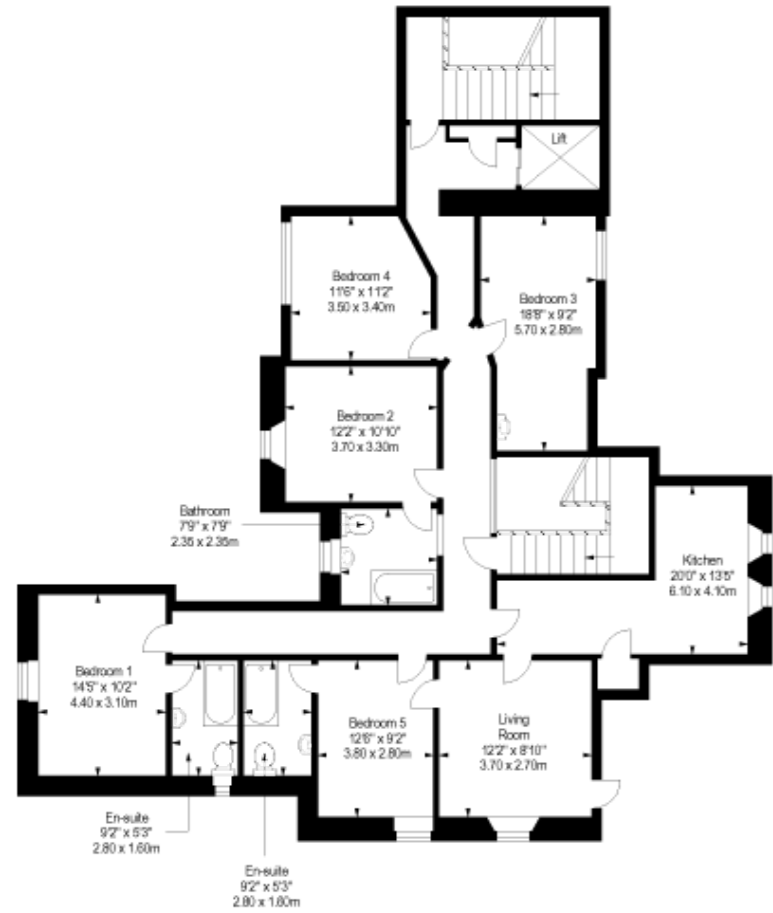 Lift
Bedroom 4
11'6" x 11'2"
3.50 x 3.40m
Bedroom 3
18'8" x 9'2"
5.70 x 2.80m
Bedroom 2
12'2" x 10'10"
3.70 x 3.30m
Bathroom
7'9" x 7'9"
2.35 x 2.35m
Kitchen
20'0" x 13'5"
6.10 x 4.10m
Bedroom 1
14'5" x 10'2"
4.40 x 3.10m
Bedroom 5
12'6" x 9'2"
3.80 x 2.80m
Living
Room
12'2" x 8'10"
3.70 x 2.70m
En-suite
9'2" x 5'3"
2.80 x 1.60m
En-suite
9'2" x 5'3"
2.80 x 1.60m